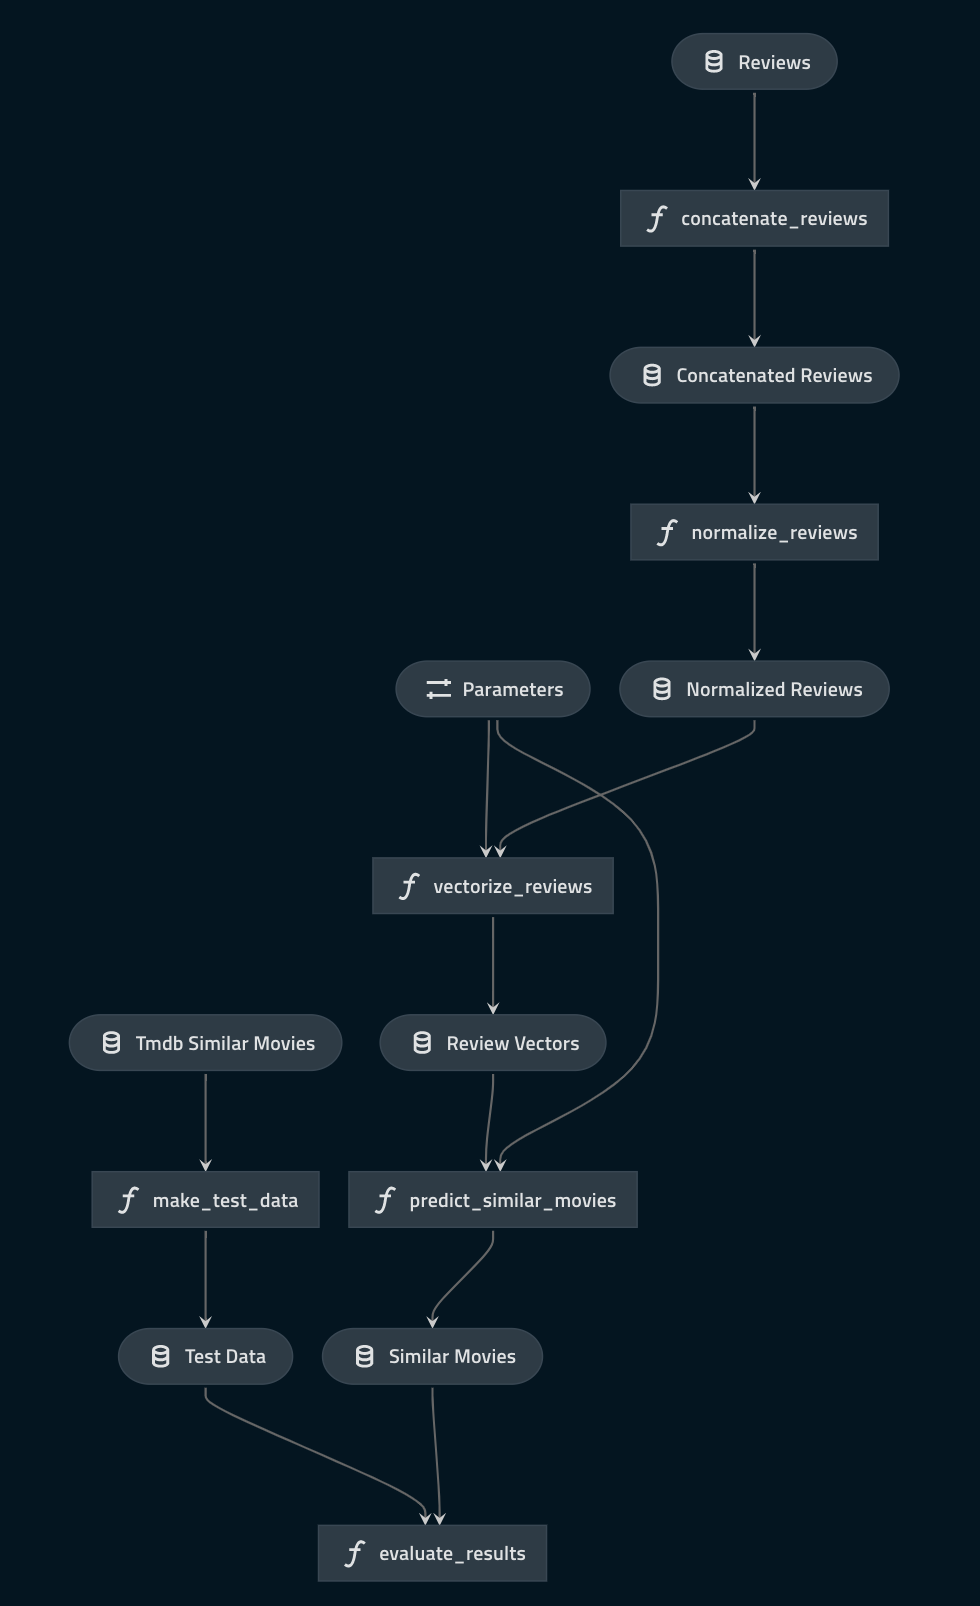 Reviews
concatenate_reviews
Concatenated Reviews
normalize_reviews
Parameters
Normalized Reviews
vectorize_reviews
Tmdb Similar Movies
Review Vectors
make_test_data
predict_similar_movies
Test Data
Similar Movies
evaluate_results